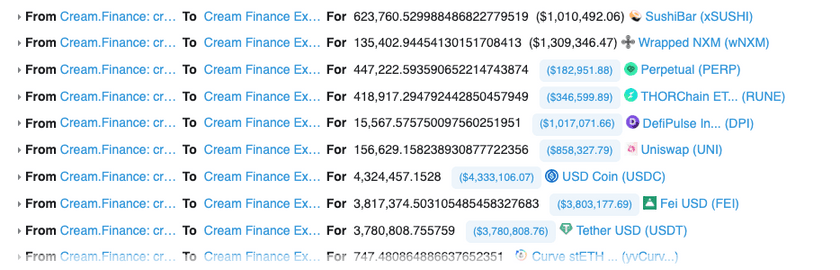 From Cream.Finance: cr... To Cream Finance Ex... For 623,760.529988486822779519 ($1,010,492.06) SushiBar (xSUSHI)
From Cream.Finance: cr... To Cream Finance Ex... For 135,402.94454130151708413 ($1,309,346.47) Wrapped NXM (wNXM)
From Cream.Finance: cr... To Cream Finance Ex... For 447,222.593590652214743874 ($182,951.88) Perpetual (PERP)
From Cream.Finance: cr... To Cream Finance Ex... For 418,917.294792442850457949 ($346,599.89) THORChain ET... (RUNE)
From Cream.Finance: cr... To Cream Finance Ex... For 15,567.575750097560251951 ($1,017,071.66) DefiPulse In... (DPI)
From Cream.Finance: cr... To Cream Finance Ex... For 156,629.158238930877722356 ($858,327.79) Uniswap (UNI)
From Cream.Finance: cr... To Cream Finance Ex... For 4,324,457.1528 ($4,333,106.07) USD Coin (USDC)
From Cream.Finance: cr... To Cream Finance Ex... For 3,817,374.503105485458327683 ($3,803,177.69) Fei USD (FEI)
From Cream.Finance: cr... To Cream Finance Ex... For 3,780,808.755759 ($3,780,808.76) Tether USD (USDT)
From Cream.Finance: cr... To Cream Finance Ex... For 747.480864886637652351 Curve stETH ... (yvCurv...)